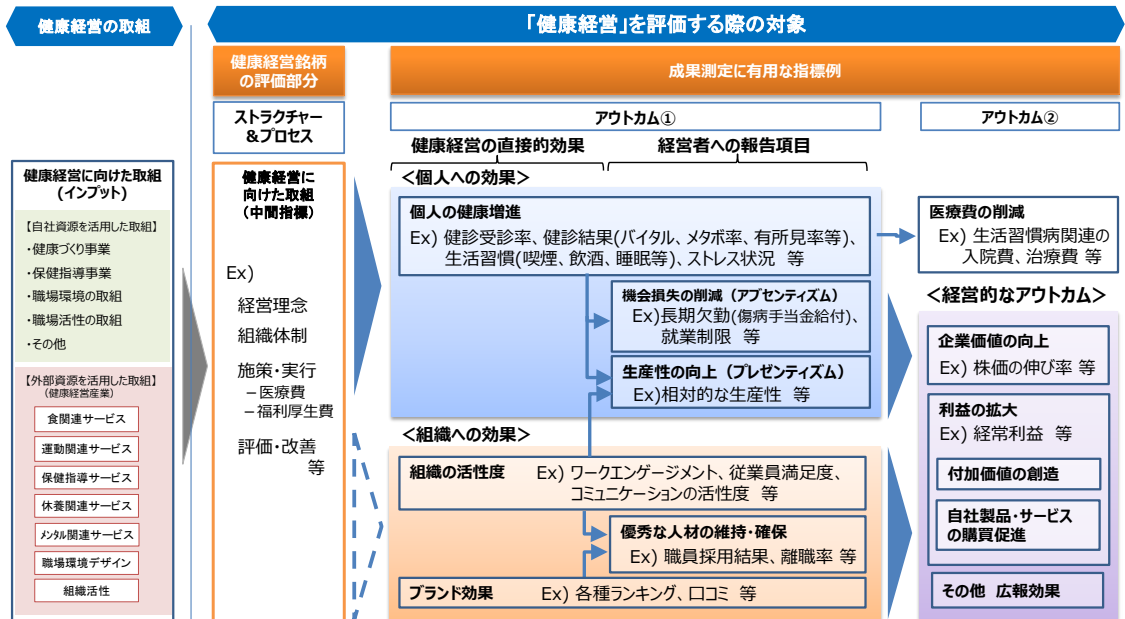 健康経営の取組
「健康経営」を評価する際の対象
健康経営銘柄
の評価部分
成果測定に有用な指標例
ストラクチャー
&プロセス
アウトカム①
アウトカム②
健康経営の直接的効果
経営者への報告項目
健康経営に向けた取組
(インプット)
【自社資源を活用した取組】
・健康づくり事業
・保健指導事業
・職場環境の取組
・職場活性の取組
・その他
【外部資源を活用した取組】
(健康経営産業)
食関連サービス
運動関連サービス
保健指導サービス
休養関連サービス
メンタル関連サービス
職場環境デザイン
組織活性
健康経営に
向けた取組
(中間指標)
Ex)
経営理念
組織体制
施策・実行
－医療費
－福利厚生費
評価・改善
等
<個人への効果>
個人の健康増進
Ex) 健診受診率、健診結果(バイタル、メタボ率、有所見率等)、
生活習慣(喫煙、飲酒、睡眠等)、ストレス状況 等
機会損失の削減（アブセンティズム）
Ex)長期欠勤(傷病手当金給付)、
就業制限 等
生産性の向上（プレゼンティズム）
Ex)相対的な生産性 等
<組織への効果>
組織の活性度 Ex) ワークエンゲージメント、従業員満足度、
コミュニケーションの活性度 等
優秀な人材の維持・確保
Ex) 職員採用結果、離職率 等
ブランド効果 Ex) 各種ランキング、口コミ 等
医療費の削減
Ex) 生活習慣病関連の
入院費、治療費 等
<経営的なアウトカム>
企業価値の向上
Ex) 株価の伸び率 等
利益の拡大
Ex) 経常利益 等
付加価値の創造
自社製品・サービス
の購買促進
その他 広報効果